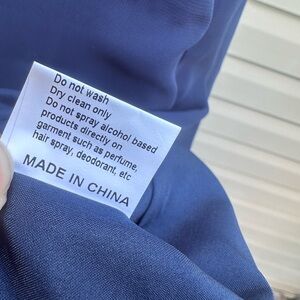 Do not wash
Dry clean only
Do not spray alcohol based
products directly on
garment such as perfume,
hair spray, deodorant, etc
MADE IN CHINA